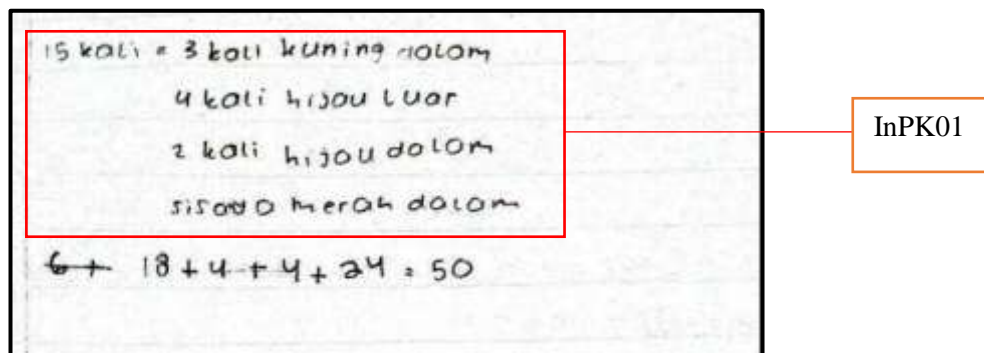 15 kali = 3 kali kuning dalam
4 kali hijau luar
2 kali hijau dalam
merah dalam
InPK01
6 + 18 + 4 + 4 + 24 = 50